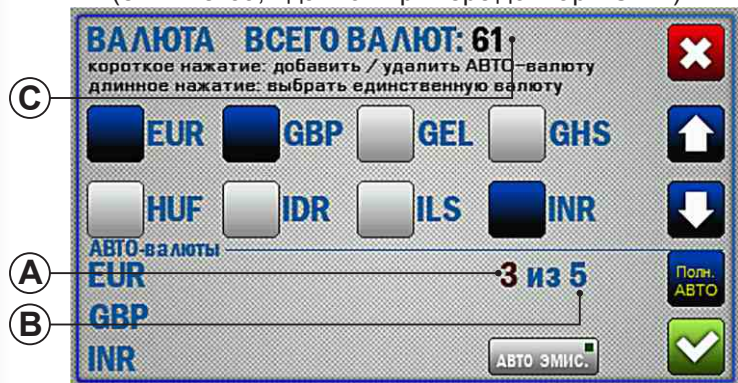 ВАЛЮТА ВСЕГО ВАЛЮТ: 61
короткое нажатие: добавить / удалить АВТО-валюту
длинное нажатие: выбрать единственную валюту
C
EUR GBP GEL GHS
HUF IDR ILS INR
АВТО-валюты
A
EUR 3 из 5
Полн.
АВТО
B
GBP
INR
АВТО ЭМИС.